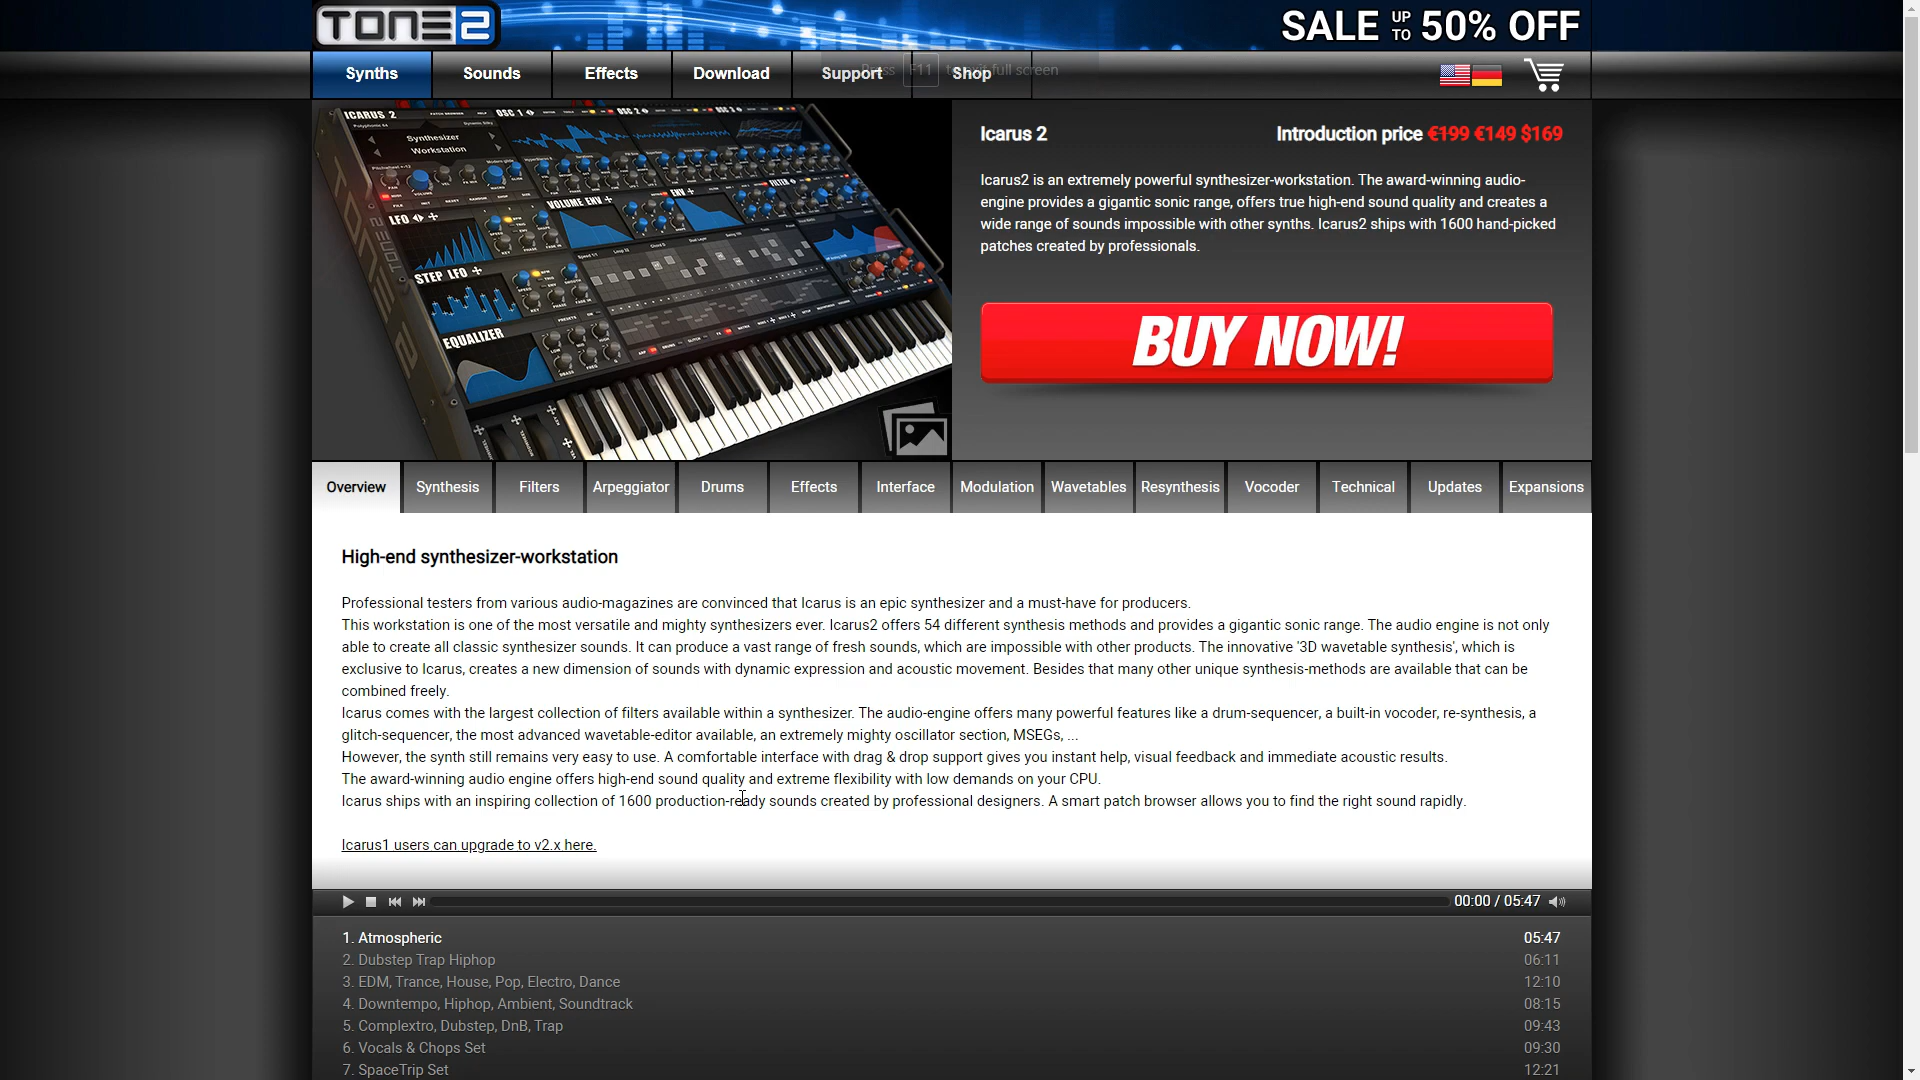 TONE2
SALE UP TO 50% OFF
Synths
Sounds
Effects
Download
Support
Shop
Press F11 to exit full screen
ICARUS 2
OSC 1
OSC 2
OSC 3
Synthesizer
Workstation
LFO
VOLUME ENV
ENV
FILTER
STEP LFO
EQUALIZER
TONE 2
Icarus 2
Introduction price €199 €149 $169
Icarus2 is an extremely powerful synthesizer-workstation. The award-winning audio-
engine provides a gigantic sonic range, offers true high-end sound quality and creates a
wide range of sounds impossible with other synths. Icarus2 ships with 1600 hand-picked
patches created by professionals.
BUY NOW!
Overview
Synthesis
Filters
Arpeggiator
Drums
Effects
Interface
Modulation
Wavetables
Resynthesis
Vocoder
Technical
Updates
Expansions
High-end synthesizer-workstation
Professional testers from various audio-magazines are convinced that Icarus is an epic synthesizer and a must-have for producers.
This workstation is one of the most versatile and mighty synthesizers ever. Icarus2 offers 54 different synthesis methods and provides a gigantic sonic range. The audio engine is not only
able to create all classic synthesizer sounds. It can produce a vast range of fresh sounds, which are impossible with other products. The innovative '3D wavetable synthesis', which is
exclusive to Icarus, creates a new dimension of sounds with dynamic expression and acoustic movement. Besides that many other unique synthesis-methods are available that can be
combined freely.
Icarus comes with the largest collection of filters available within a synthesizer. The audio-engine offers many powerful features like a drum-sequencer, a built-in vocoder, re-synthesis, a
glitch-sequencer, the most advanced wavetable-editor available, an extremely mighty oscillator section, MSEGs, ...
However, the synth still remains very easy to use. A comfortable interface with drag & drop support gives you instant help, visual feedback and immediate acoustic results.
The award-winning audio engine offers high-end sound quality and extreme flexibility with low demands on your CPU.
Icarus ships with an inspiring collection of 1600 production-ready sounds created by professional designers. A smart patch browser allows you to find the right sound rapidly.
Icarus1 users can upgrade to v2.x here.
00:00 / 05:47
1. Atmospheric 05:47
2. Dubstep Trap Hiphop 06:11
3. EDM, Trance, House, Pop, Electro, Dance 12:10
4. Downtempo, Hiphop, Ambient, Soundtrack 08:15
5. Complextro, Dubstep, DnB, Trap 09:43
6. Vocals & Chops Set 09:30
7. SpaceTrip Set 12:21